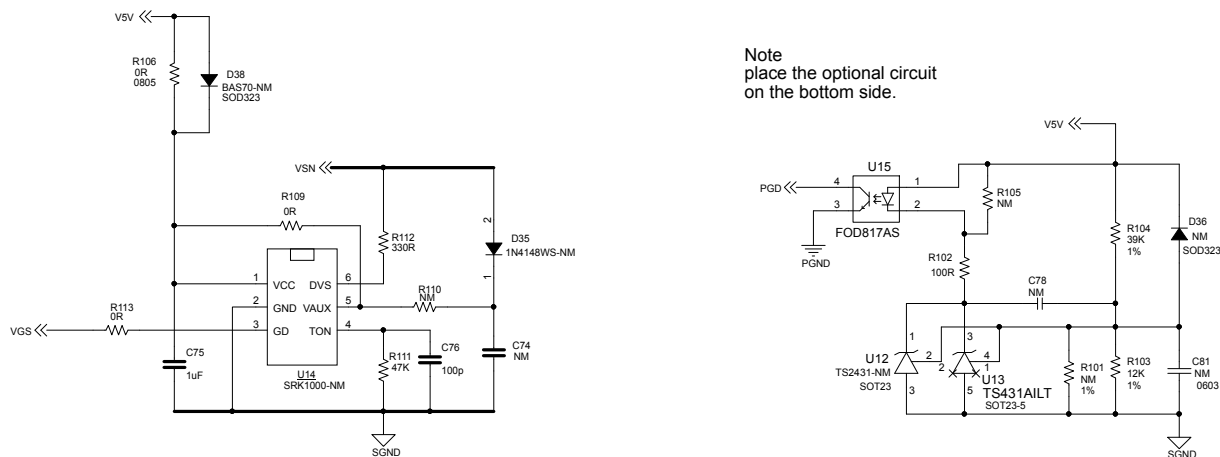 V5V
R106
0R
0805
D38
BAS70-NM
SOD323
VSN
R109
0R
R112
330R
2
D35
1N4148WS-NM
1
1
VCC
DVS
6
2
GND
VAUX
5
3
GD
TON
4
R110
NM
R113
0R
VGS
C75
1uF
U14
SRK1000-NM
R111
47K
C76
100p
C74
NM
SGND
Note
place the optional circuit
on the bottom side.
V5V
U15
PGD
4
1
3
2
FOD817AS
PGND
R105
NM
R102
100R
R104
39K
1%
D36
NM
SOD323
C78
NM
1
U12
TS2431-NM
SOT23
2
3
3
2
4
1
U13
TS431AILT
5
SOT23-5
R101
NM
1%
R103
12K
1%
C81
NM
0603
SGND